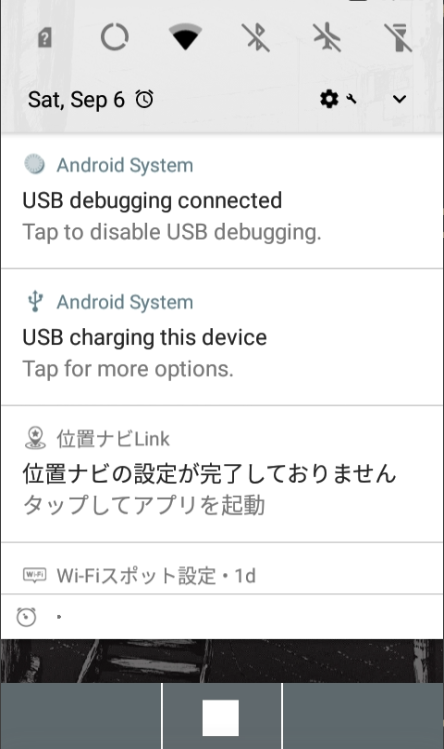 Sat, Sep 6
Android System
USB debugging connected
Tap to disable USB debugging.
Android System
USB charging this device
Tap for more options.
位置ナビLink
位置ナビの設定が完了しておりません
タップしてアプリを起動
Wi-Fi Wi-Fiスポット設定・1d